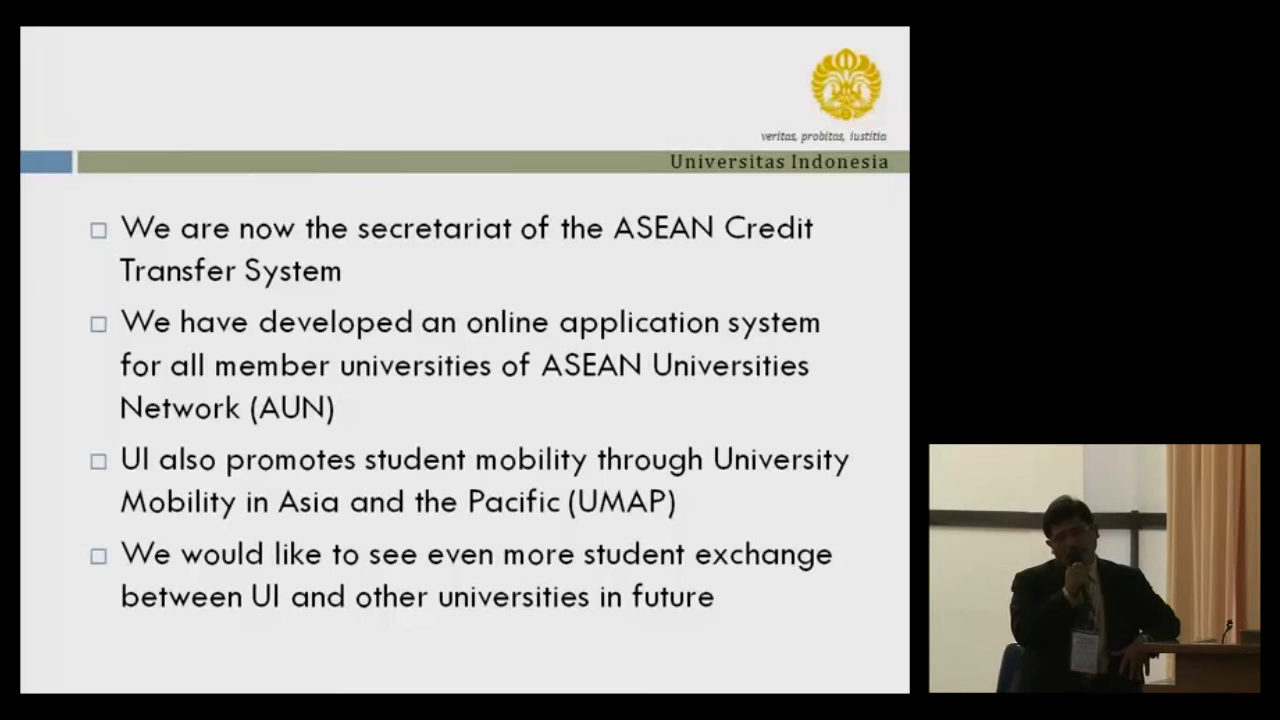 veritas, probitas, iustitia
Universitas Indonesia
We are now the secretariat of the ASEAN Credit
Transfer System
We have developed an online application system
for all member universities of ASEAN Universities
Network (AUN)
UI also promotes student mobility through University
Mobility in Asia and the Pacific (UMAP)
We would like to see even more student exchange
between UI and other universities in future